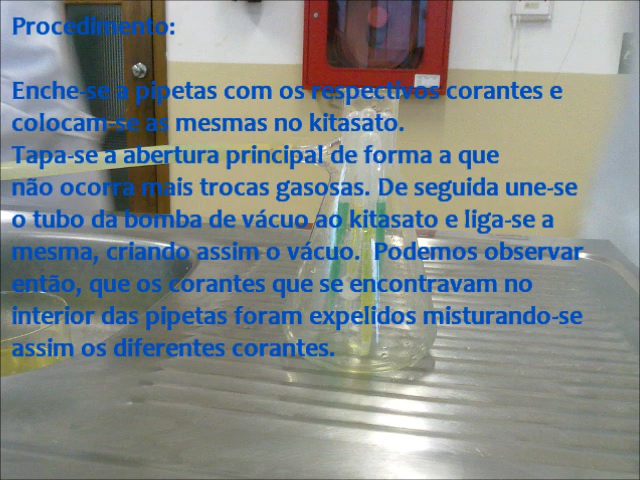 Procedimento:
Enche-se a pipetas com os respectivos corantes e
colocam-se as mesmas no kitasato.
Tapa-se a abertura principal de forma a que
não ocorra mais trocas gasosas. De seguida une-se
o tubo da bomba de vácuo ao kitasato e liga-se a
mesma, criando assim o vácuo. Podemos observar
então, que os corantes que se encontravam no
interior das pipetas foram expelidos misturando-se
assim os diferentes corantes.